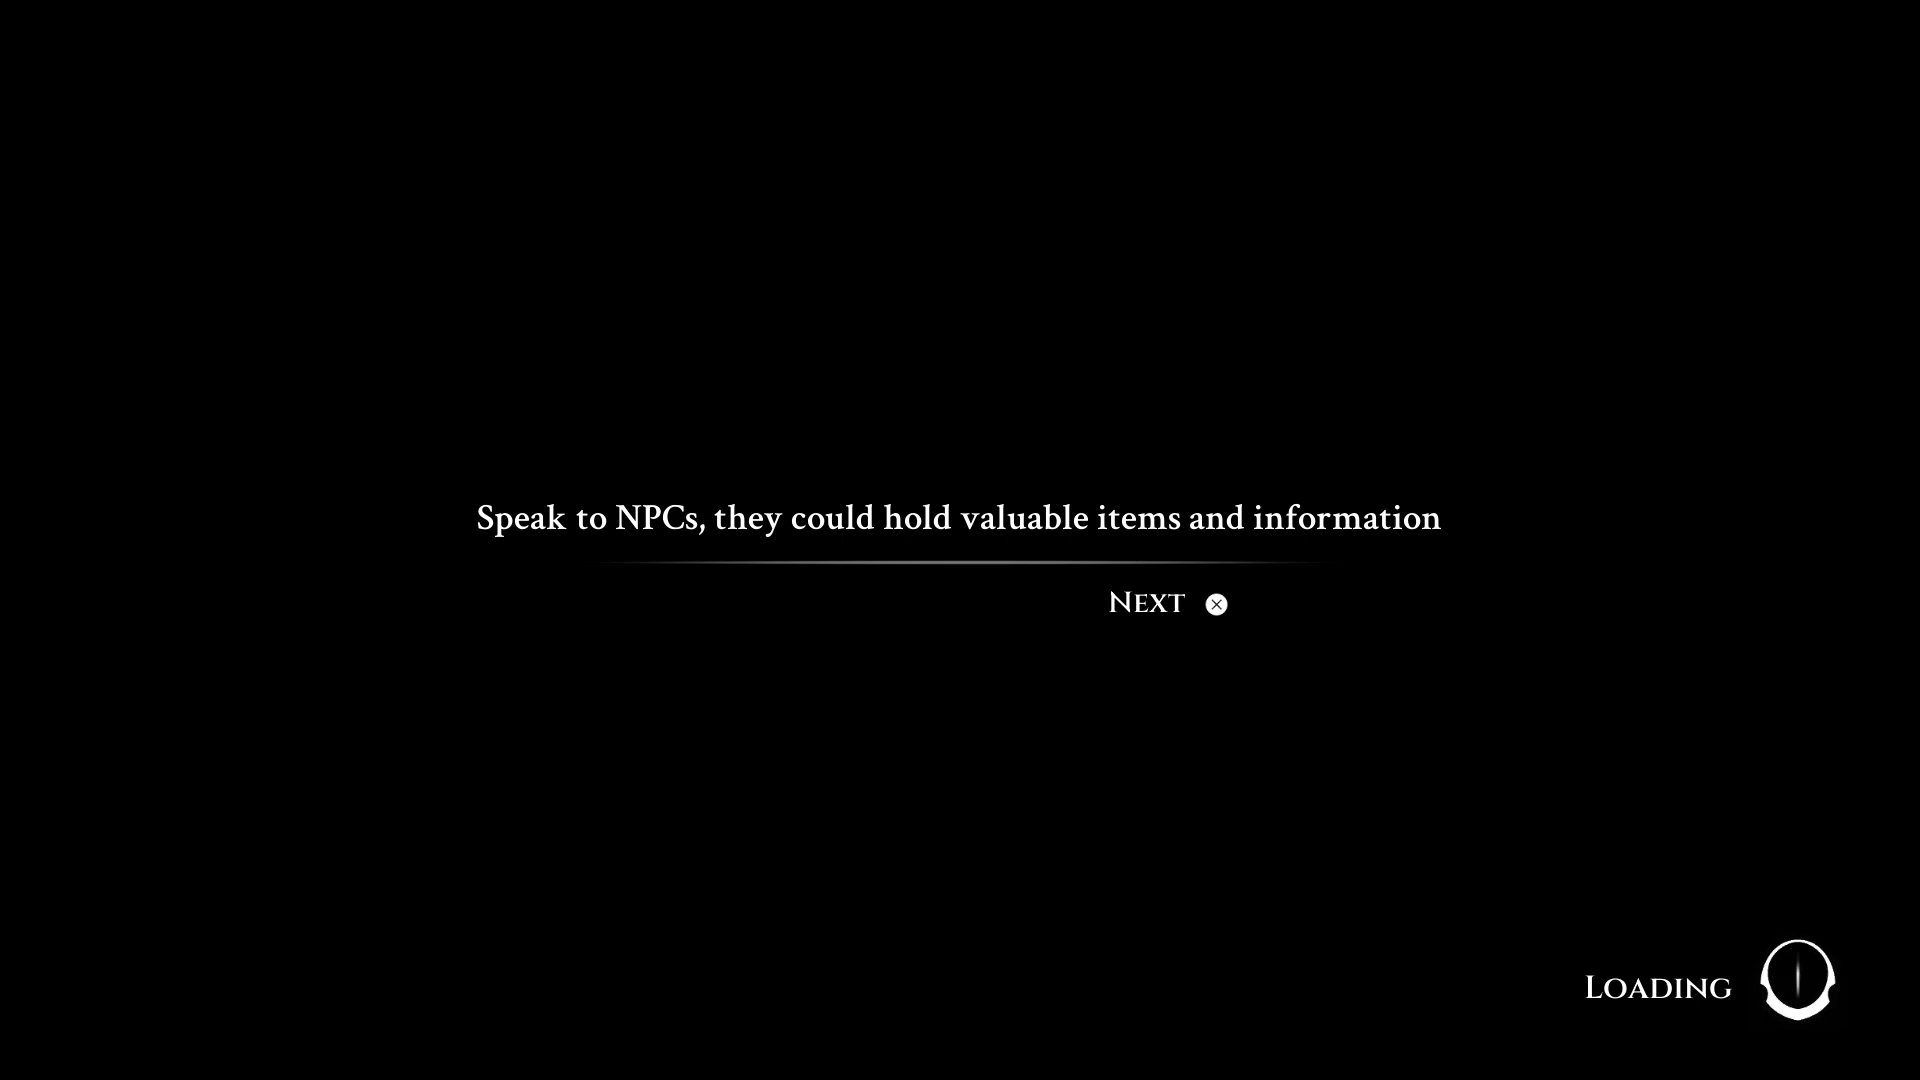 Speak to NPCs, they could hold valuable items and information
Next
Loading